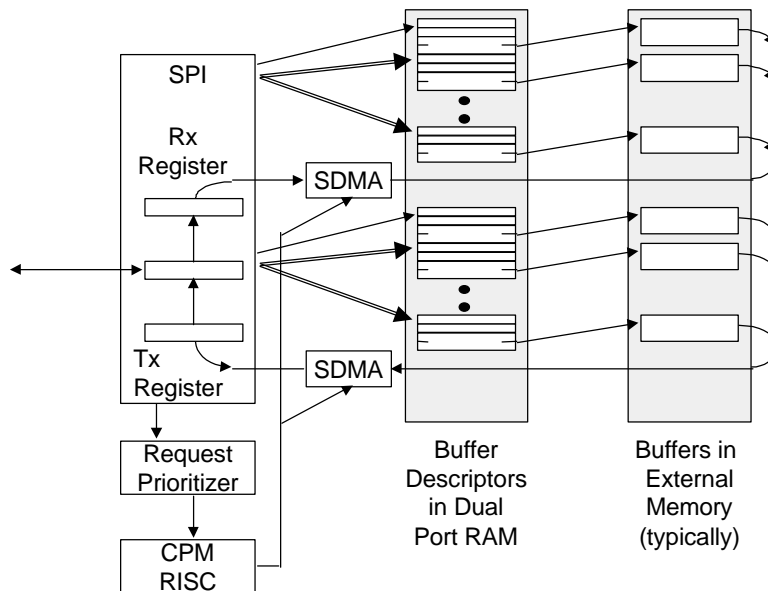 SPI
Rx
Register
SDMA
Tx
Register
SDMA
Request
Prioritizer
CPM
RISC
Buffer
Descriptors
in Dual
Port RAM
Buffers in
External
Memory
(typically)